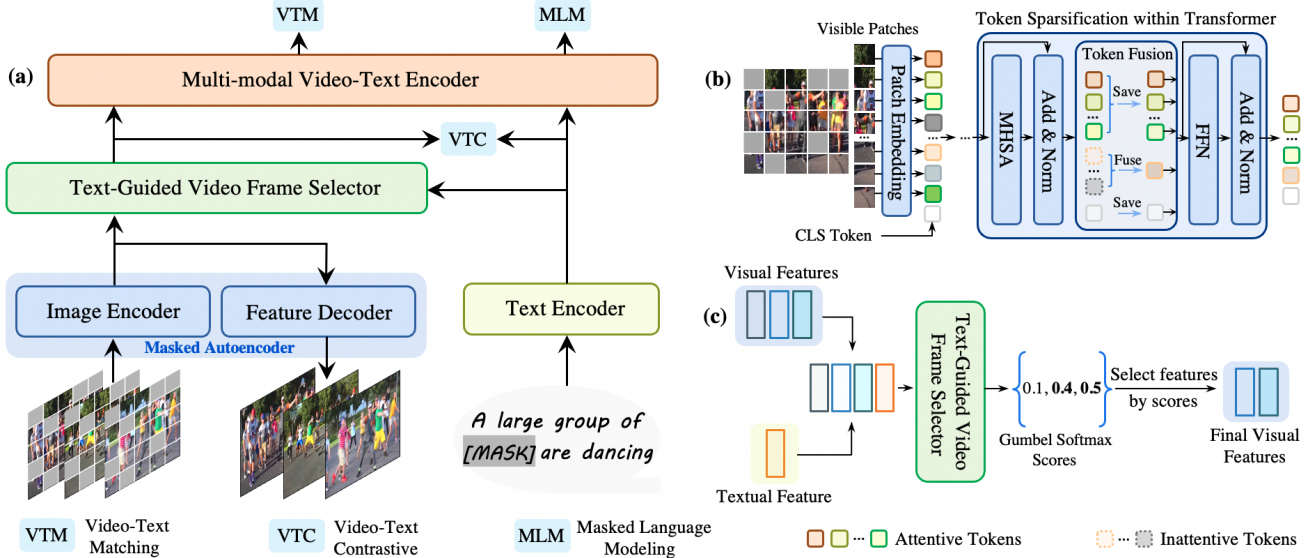 (a)
VTM
MLM
Multi-modal Video-Text Encoder
VTC
Text-Guided Video Frame Selector
Image Encoder
Feature Decoder
Masked Autoencoder
Text Encoder
A large group of
[MASK] are dancing
VTM
Video-Text
Matching
VTC
Video-Text
Contrastive
MLM
Masked Language
Modeling
(b)
Visible Patches
Token Sparsification within Transformer
Patch Embedding
...
CLS Token
...
...
MHSA
Add & Norm
Token Fusion
Save
...
...
...
Fuse
Save
FFN
Add & Norm
...
...
(c)
Visual Features
Textual Feature
Text-Guided Video
Frame Selector
{0.1, 0.4, 0.5}
Gumbel Softmax
Scores
Select features
by scores
Final Visual
Features
... Attentive Tokens
... Inattentive Tokens